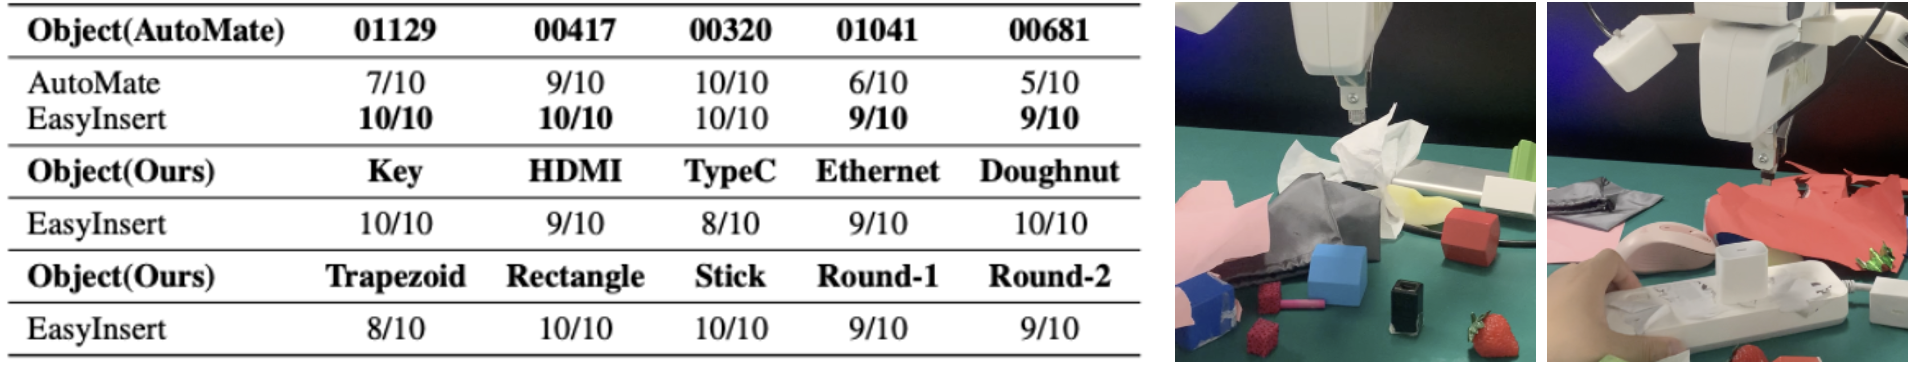 Object(AutoMate) 01129 00417 00320 01041 00681
AutoMate 7/10 9/10 10/10 6/10 5/10
EasyInsert 10/10 10/10 10/10 9/10 9/10
Object(Ours) Key HDMI TypeC Ethernet Doughnut
EasyInsert 10/10 9/10 8/10 9/10 10/10
Object(Ours) Trapezoid Rectangle Stick Round-1 Round-2
EasyInsert 8/10 10/10 10/10 9/10 9/10